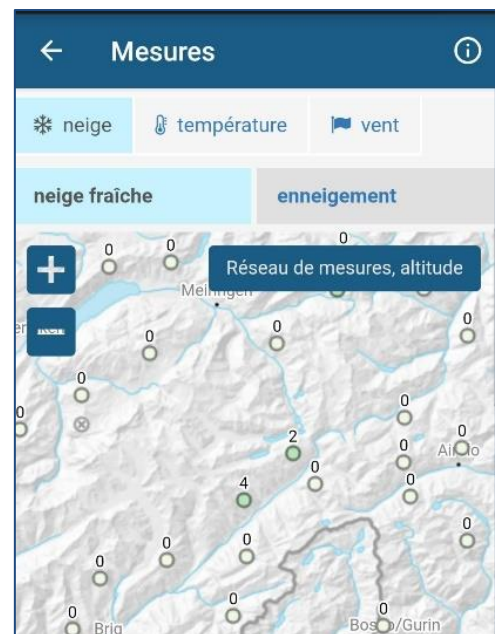 Mesures
neige température vent
neige fraîche enneigement
0 0 0
Réseau de mesures, altitude
Meiringen
0 0 0
0
0 0
2 0 Airolo
4 0
0
0
0 0 0
0
0 0 0
Brig Bosco/Gurin